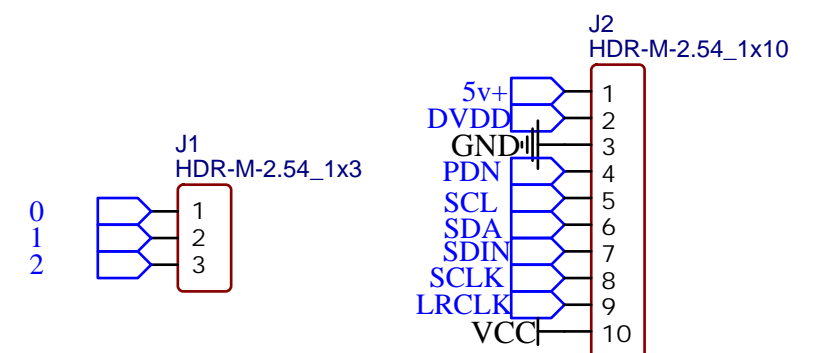 J2
HDR-M-2.54_1x10
5v+ 1
DVDD 2
GND 3
PDN 4
SCL 5
SDA 6
SDIN 7
SCLK 8
LRCLK 9
VCC 10
J1
HDR-M-2.54_1x3
0 1
1 2
2 3